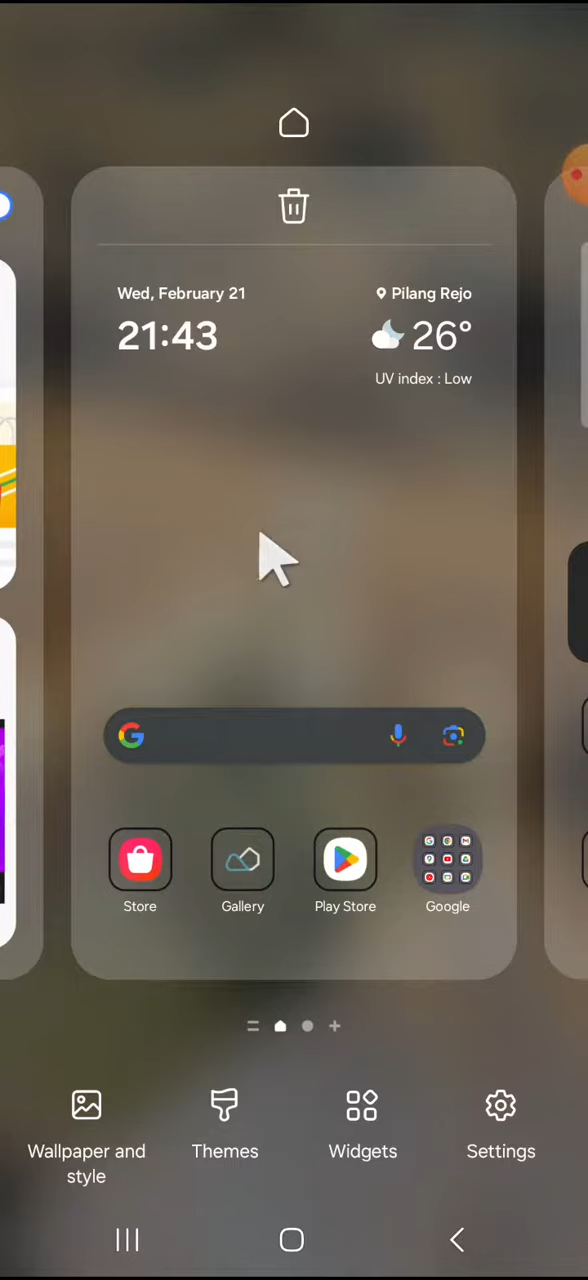 Wed, February 21
Pilang Rejo
21:43
26°
UV index : Low
Store
Gallery
Play Store
Google
Wallpaper and
style
Themes
Widgets
Settings